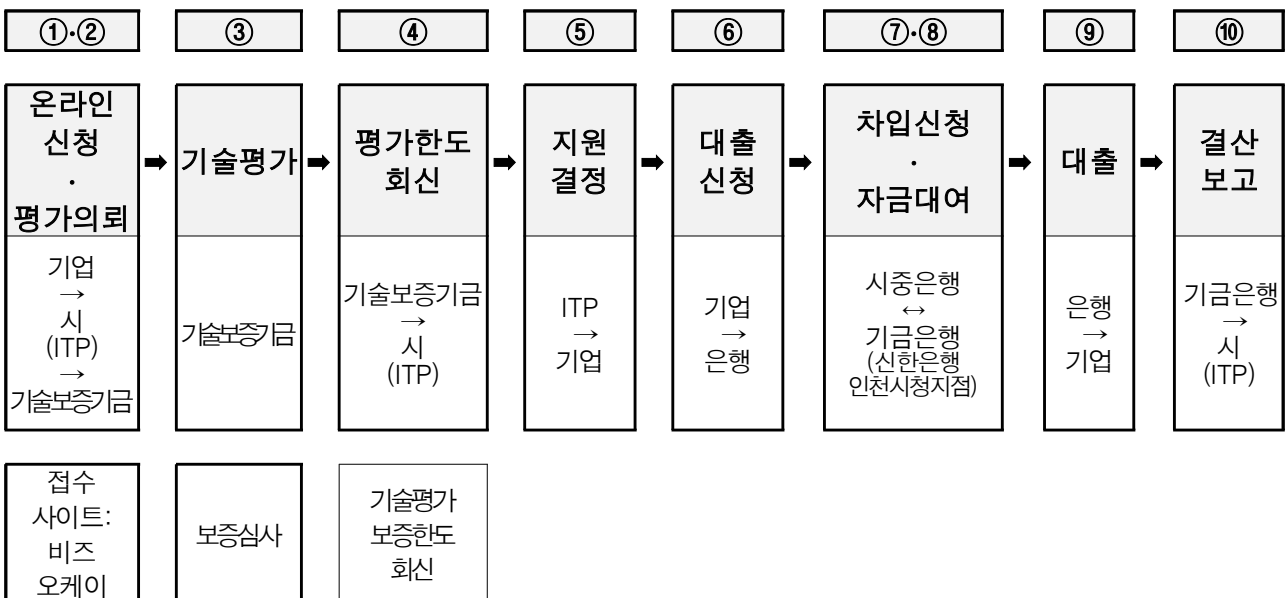 ①·②
③
④
⑤
⑥
⑦·⑧
⑨
⑩
온라인
신청
·
평가의뢰
➡
기술평가
➡
평가한도
회신
➡
지원
결정
➡
대출
신청
➡
차입신청
·
자금대여
➡
대출
➡
결산
보고
기업
→
시
(ITP)
→
기술보증기금
기술보증기금
기술보증기금
→
시
(ITP)
ITP
→
기업
기업
→
은행
시중은행
↔
기금은행
(신한은행
인천시청지점)
은행
→
기업
기금은행
→
시
(ITP)
접수
사이트:
비즈
오케이
보증심사
기술평가
보증한도
회신